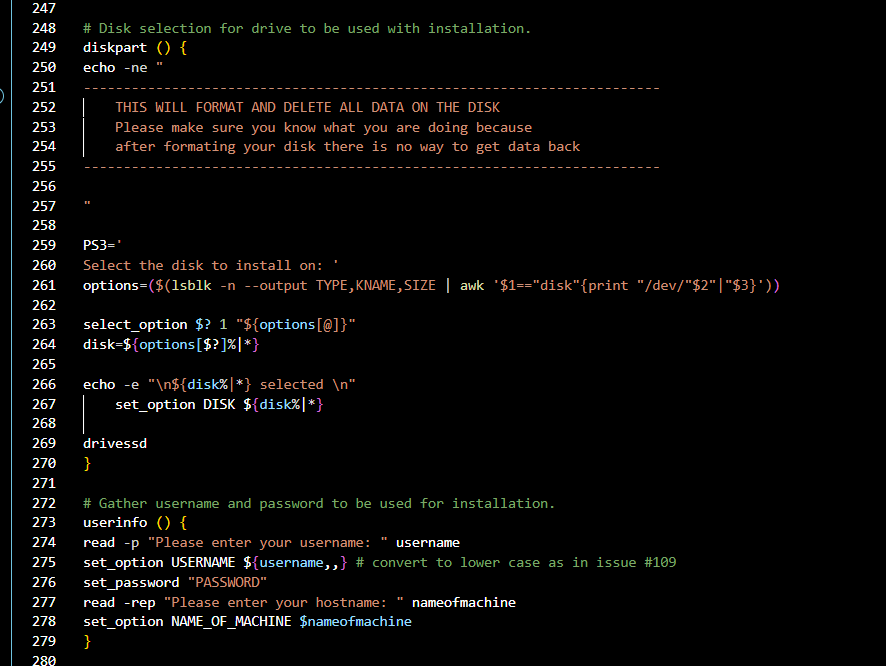 247
248 # Disk selection for drive to be used with installation.
249 diskpart () {
250 echo -ne "
251 ------------------------------------------------------------------------
252     THIS WILL FORMAT AND DELETE ALL DATA ON THE DISK
253     Please make sure you know what you are doing because
254     after formating your disk there is no way to get data back
255 ------------------------------------------------------------------------
256
257 "
258
259 PS3='
260 Select the disk to install on: '
261 options=($(lsblk -n --output TYPE,KNAME,SIZE | awk '$1=="disk"{print "/dev/"$2"|"$3}'))
262
263 select_option $? 1 "${options[@]}"
264 disk=${options[$?]%|*}
265
266 echo -e "\n${disk%|*} selected \n"
267     set_option DISK ${disk%|*}
268
269 drivessd
270 }
271
272 # Gather username and password to be used for installation.
273 userinfo () {
274 read -p "Please enter your username: " username
275 set_option USERNAME ${username,,} # convert to lower case as in issue #109
276 set_password "PASSWORD"
277 read -rep "Please enter your hostname: " nameofmachine
278 set_option NAME_OF_MACHINE $nameofmachine
279 }
280